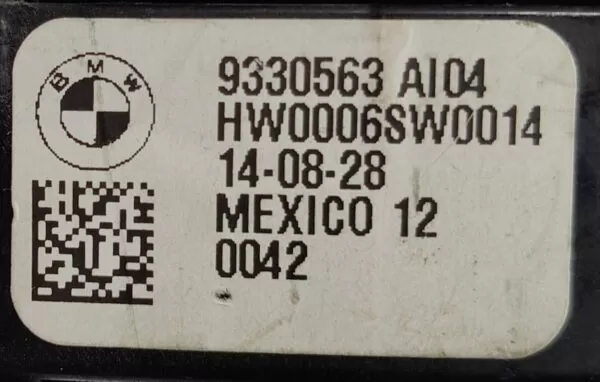 BMW
9330563 AI04
HW0006SW0014
14-08-28
MEXICO 12
0042